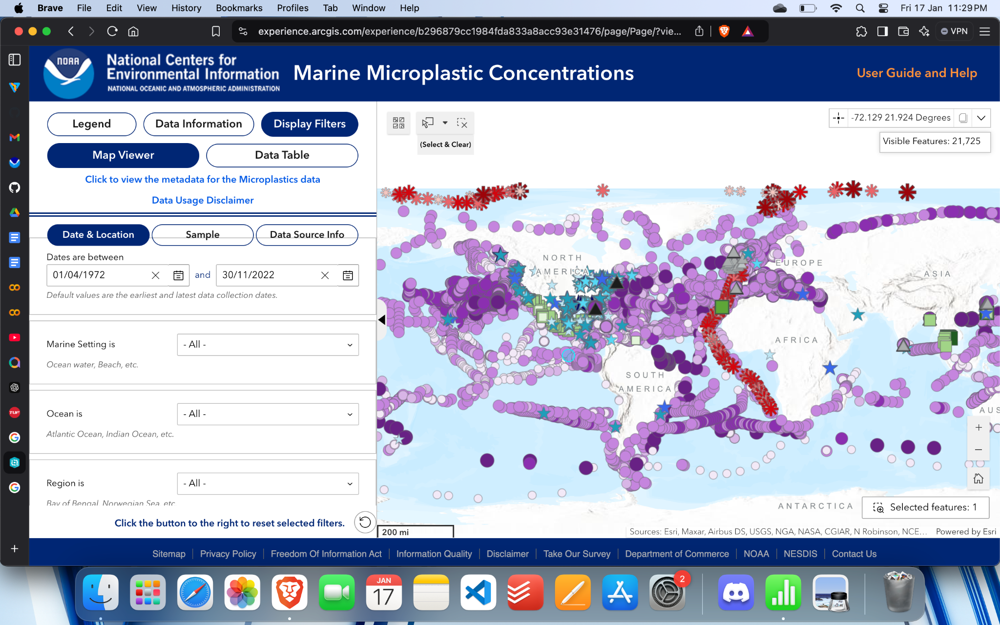 Brave File Edit View History Bookmarks Profiles Tab Window Help Fri 17 Jan 11:29 PM
experience.arcgis.com/experience/b296879cc1984fda833a8acc93e31476/page/Page/?vie... VPN
NOAA
National Centers for
Environmental Information
NATIONAL OCEANIC AND ATMOSPHERIC ADMINISTRATION
Marine Microplastic Concentrations
User Guide and Help
Legend Data Information Display Filters
Map Viewer Data Table
Click to view the metadata for the Microplastics data
Data Usage Disclaimer
Date & Location Sample Data Source Info
Dates are between
01/04/1972 and 30/11/2022
Default values are the earliest and latest data collection dates.
Marine Setting is - All -
Ocean water, Beach, etc.
Ocean is - All -
Atlantic Ocean, Indian Ocean, etc.
Region is - All -
Bay of Bengal, Norwegian Sea, etc
Click the button to the right to reset selected filters.
(Select & Clear)
-72.129 21.924 Degrees
Visible Features: 21,725
NORTH
AMERICA
EUROPE
ASIA
AFRICA
SOUTH
AMERICA
AUS
ANTARCTICA
+
−
Selected features: 1
200 mi
Sources: Esri, Maxar, Airbus DS, USGS, NGA, NASA, CGIAR, N Robinson, NCE... Powered by Esri
Sitemap Privacy Policy Freedom Of Information Act Information Quality Disclaimer Take Our Survey Department of Commerce NOAA NESDIS Contact Us
TUF
JAN
17
2